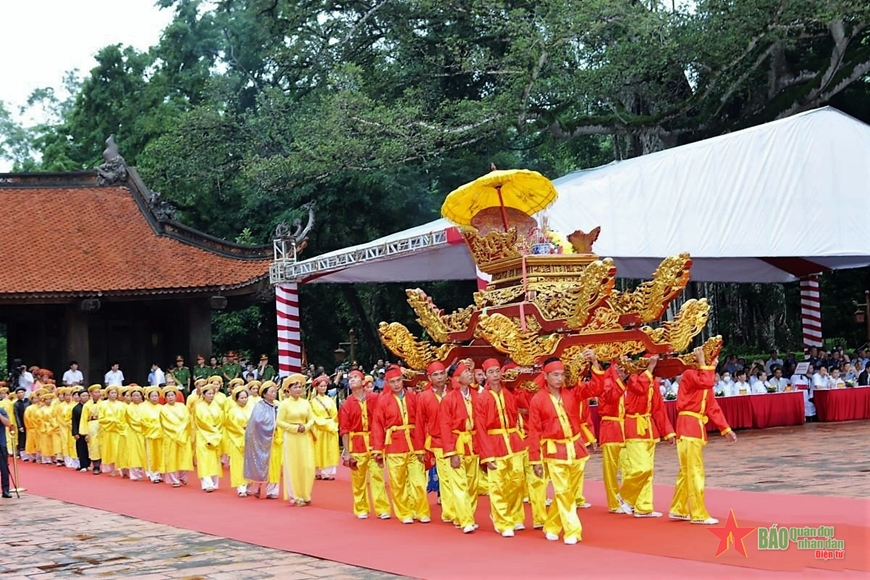 BÁO Quân đội
nhân dân
Điện tử